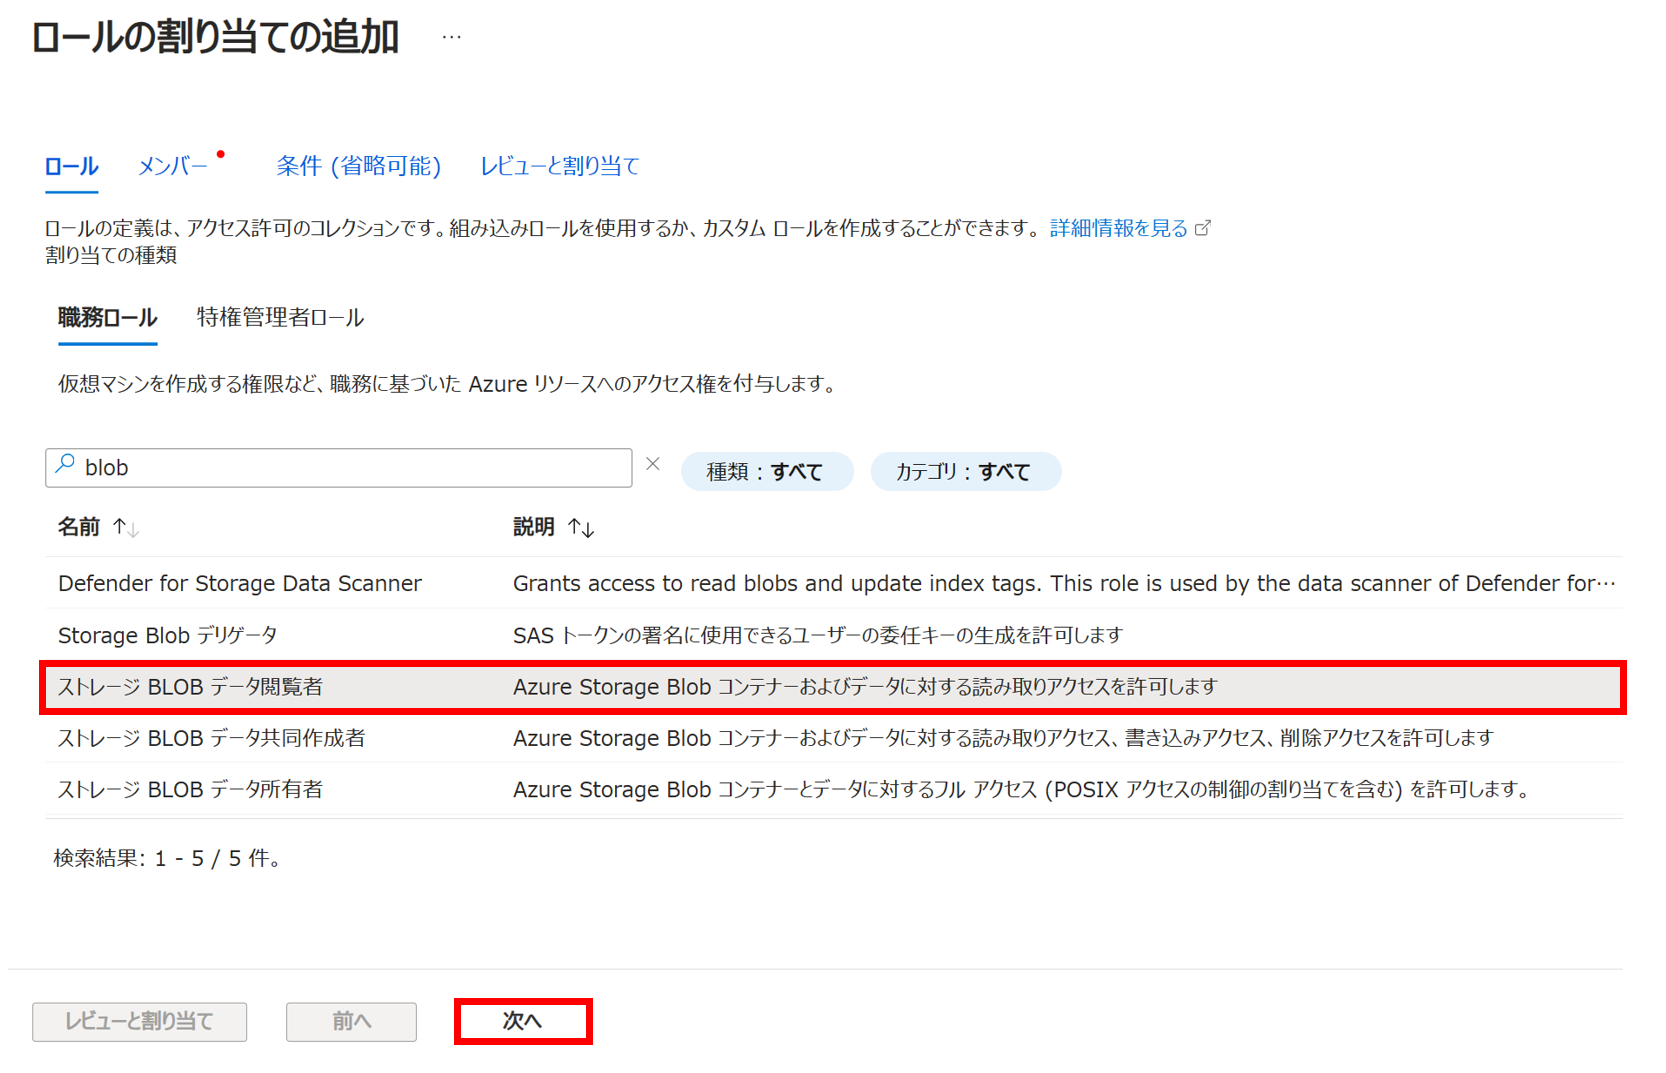 ロールの割り当ての追加 …
ロール メンバー 条件 (省略可能) レビューと割り当て
ロールの定義は、アクセス許可のコレクションです。組み込みロールを使用するか、カスタム ロールを作成することができます。 詳細情報を見る
割り当ての種類
職務ロール 特権管理者ロール
仮想マシンを作成する権限など、職務に基づいた Azure リソースへのアクセス権を付与します。
blob 種類 : すべて カテゴリ : すべて
名前 ↑↓ 説明 ↑↓
Defender for Storage Data Scanner Grants access to read blobs and update index tags. This role is used by the data scanner of Defender for…
Storage Blob デリゲータ SAS トークンの署名に使用できるユーザーの委任キーの生成を許可します
ストレージ BLOB データ閲覧者 Azure Storage Blob コンテナーおよびデータに対する読み取りアクセスを許可します
ストレージ BLOB データ共同作成者 Azure Storage Blob コンテナーおよびデータに対する読み取りアクセス、書き込みアクセス、削除アクセスを許可します
ストレージ BLOB データ所有者 Azure Storage Blob コンテナーとデータに対するフル アクセス (POSIX アクセスの制御の割り当てを含む) を許可します。
検索結果: 1 - 5 / 5 件。
レビューと割り当て 前へ 次へ